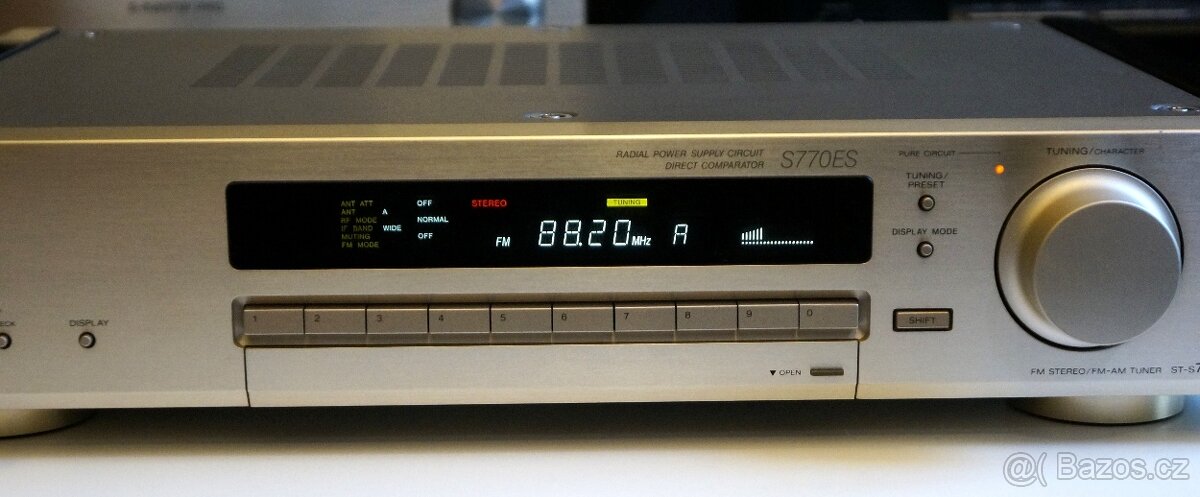 RADIAL POWER SUPPLY CIRCUIT
DIRECT COMPARATOR
S770ES
PURE CIRCUIT
TUNING/CHARACTER
TUNING/
PRESET
DISPLAY MODE
ANT ATT OFF
ANT A
RF MODE NORMAL
IF BAND WIDE
MUTING OFF
FM MODE
STEREO
TUNING
FM 88.20 MHz A
DISPLAY
1 2 3 4 5 6 7 8 9 0
SHIFT
▼ OPEN
FM STEREO/FM-AM TUNER ST-S7
@( Bazos.cz